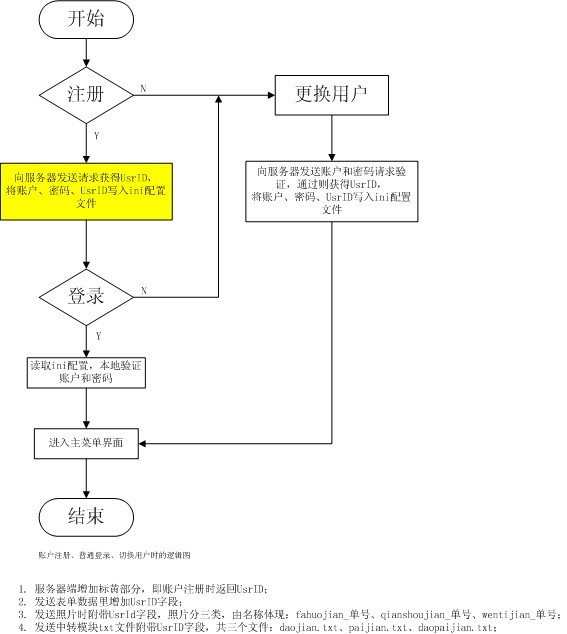 开始
注册
N
更换用户
Y
向服务器发送请求获得UsrID,
将账户、密码、UsrID写入ini配置
文件
向服务器发送账户和密码请求验
证，通过则获得UsrID,
将账户、密码、UsrID写入ini配置
文件
登录
N
Y
读取ini配置，本地验证
账户和密码
进入主菜单界面
结束
账户注册、普通登录、切换用户时的逻辑图
1. 服务器端增加标黄部分，即账户注册时返回UsrID;
2. 发送表单数据里增加UsrID字段;
3. 发送照片时附带UsrId字段，照片分三类，由名称体现：fahuojian_单号、qianshoujian_单号、wentijian_单号;
4. 发送中转模块txt文件附带UsrID字段，共三个文件：daojian.txt、paijian.txt、daopaijian.txt;